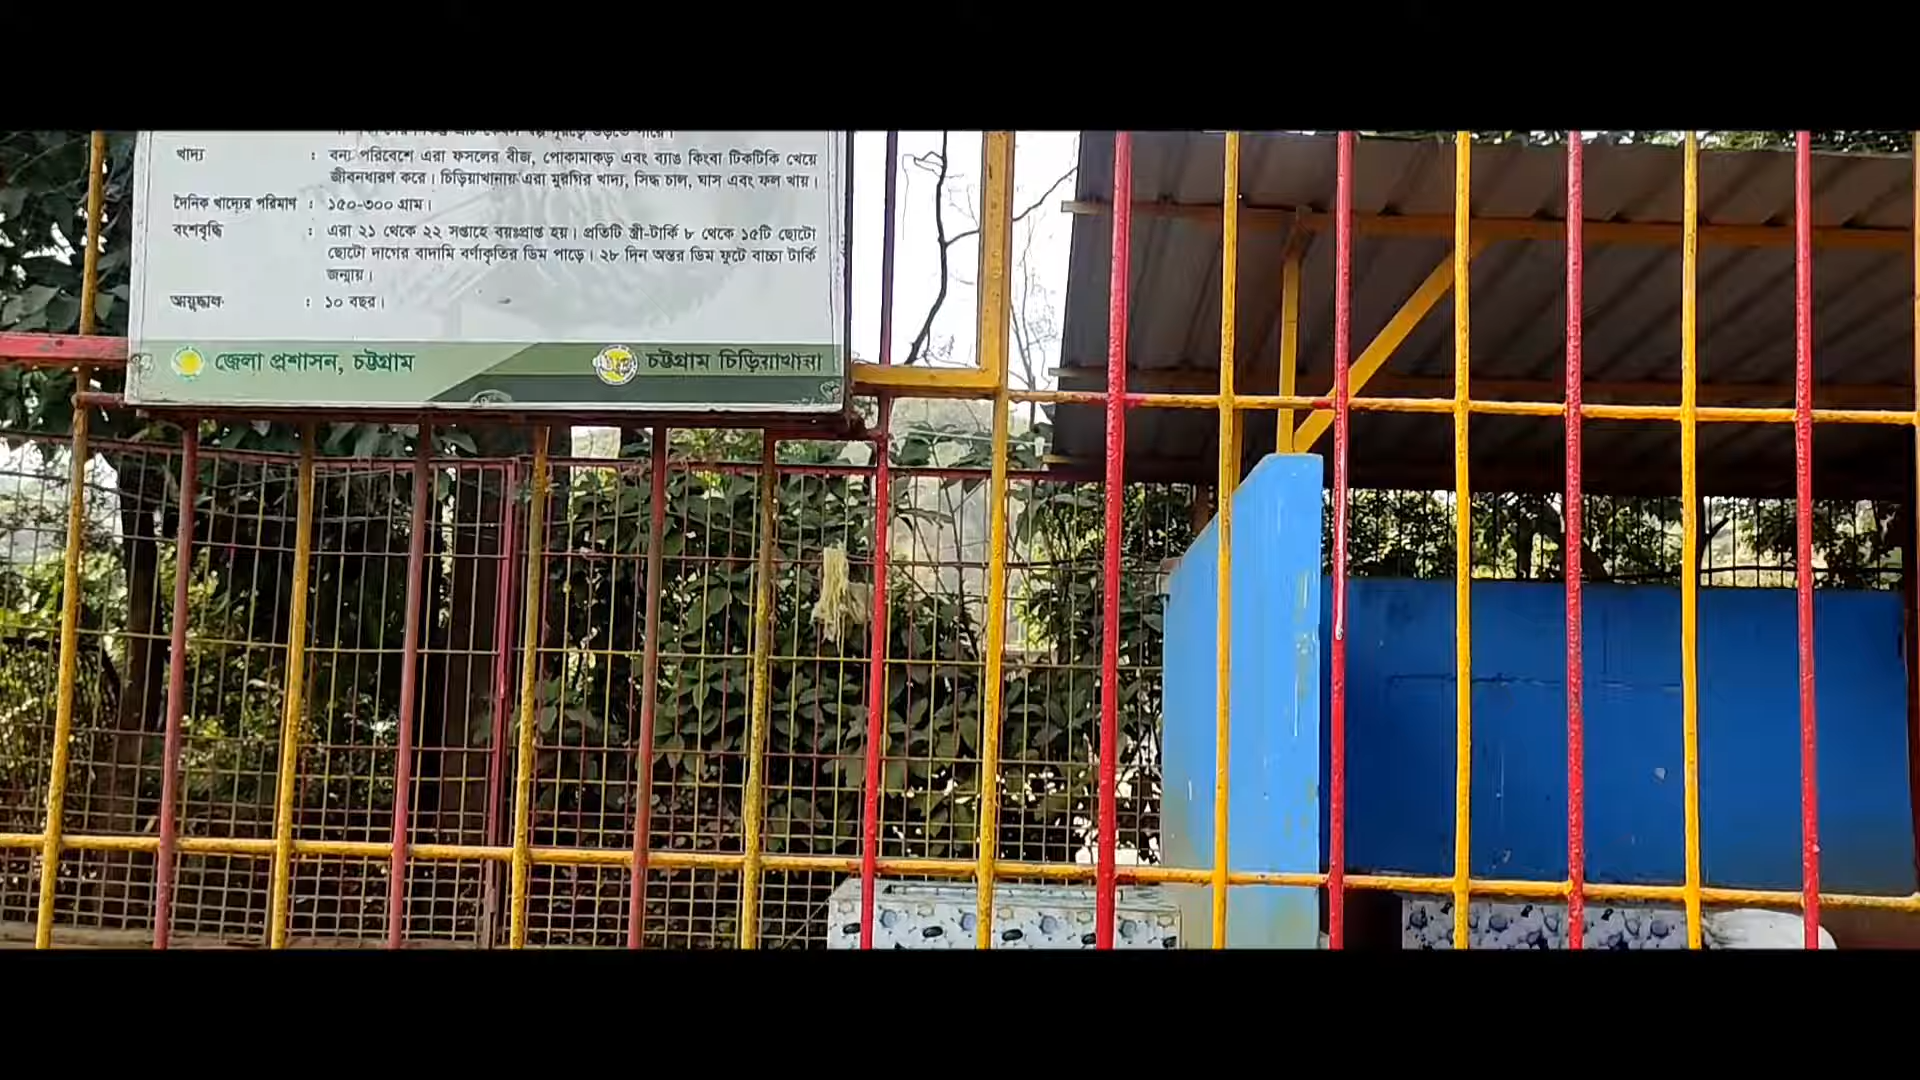 খাদ্য : বন্য পরিবেশে এরা ফসলের বীজ, পোকামাকড় এবং ব্যাঙ কিংবা টিকটিকি খেয়ে
জীবনধারণ করে। চিড়িয়াখানায় এরা মুরগির খাদ্য, সিদ্ধ চাল, ঘাস এবং ফল খায়।
দৈনিক খাদ্যের পরিমাণ : ১৫০-৩০০ গ্রাম।
বংশবৃদ্ধি : এরা ২১ থেকে ২২ সপ্তাহে বয়ঃপ্রাপ্ত হয়। প্রতিটি স্ত্রী-টার্কি ৮ থেকে ১৫টি ছোটো
ছোটো দাগের বাদামি বর্ণাকৃতির ডিম পাড়ে। ২৮ দিন অন্তর ডিম ফুটে বাচ্চা টার্কি
জন্মায়।
আয়ুষ্কাল : ১০ বছর।
জেলা প্রশাসন, চট্টগ্রাম
চট্টগ্রাম চিড়িয়াখানা